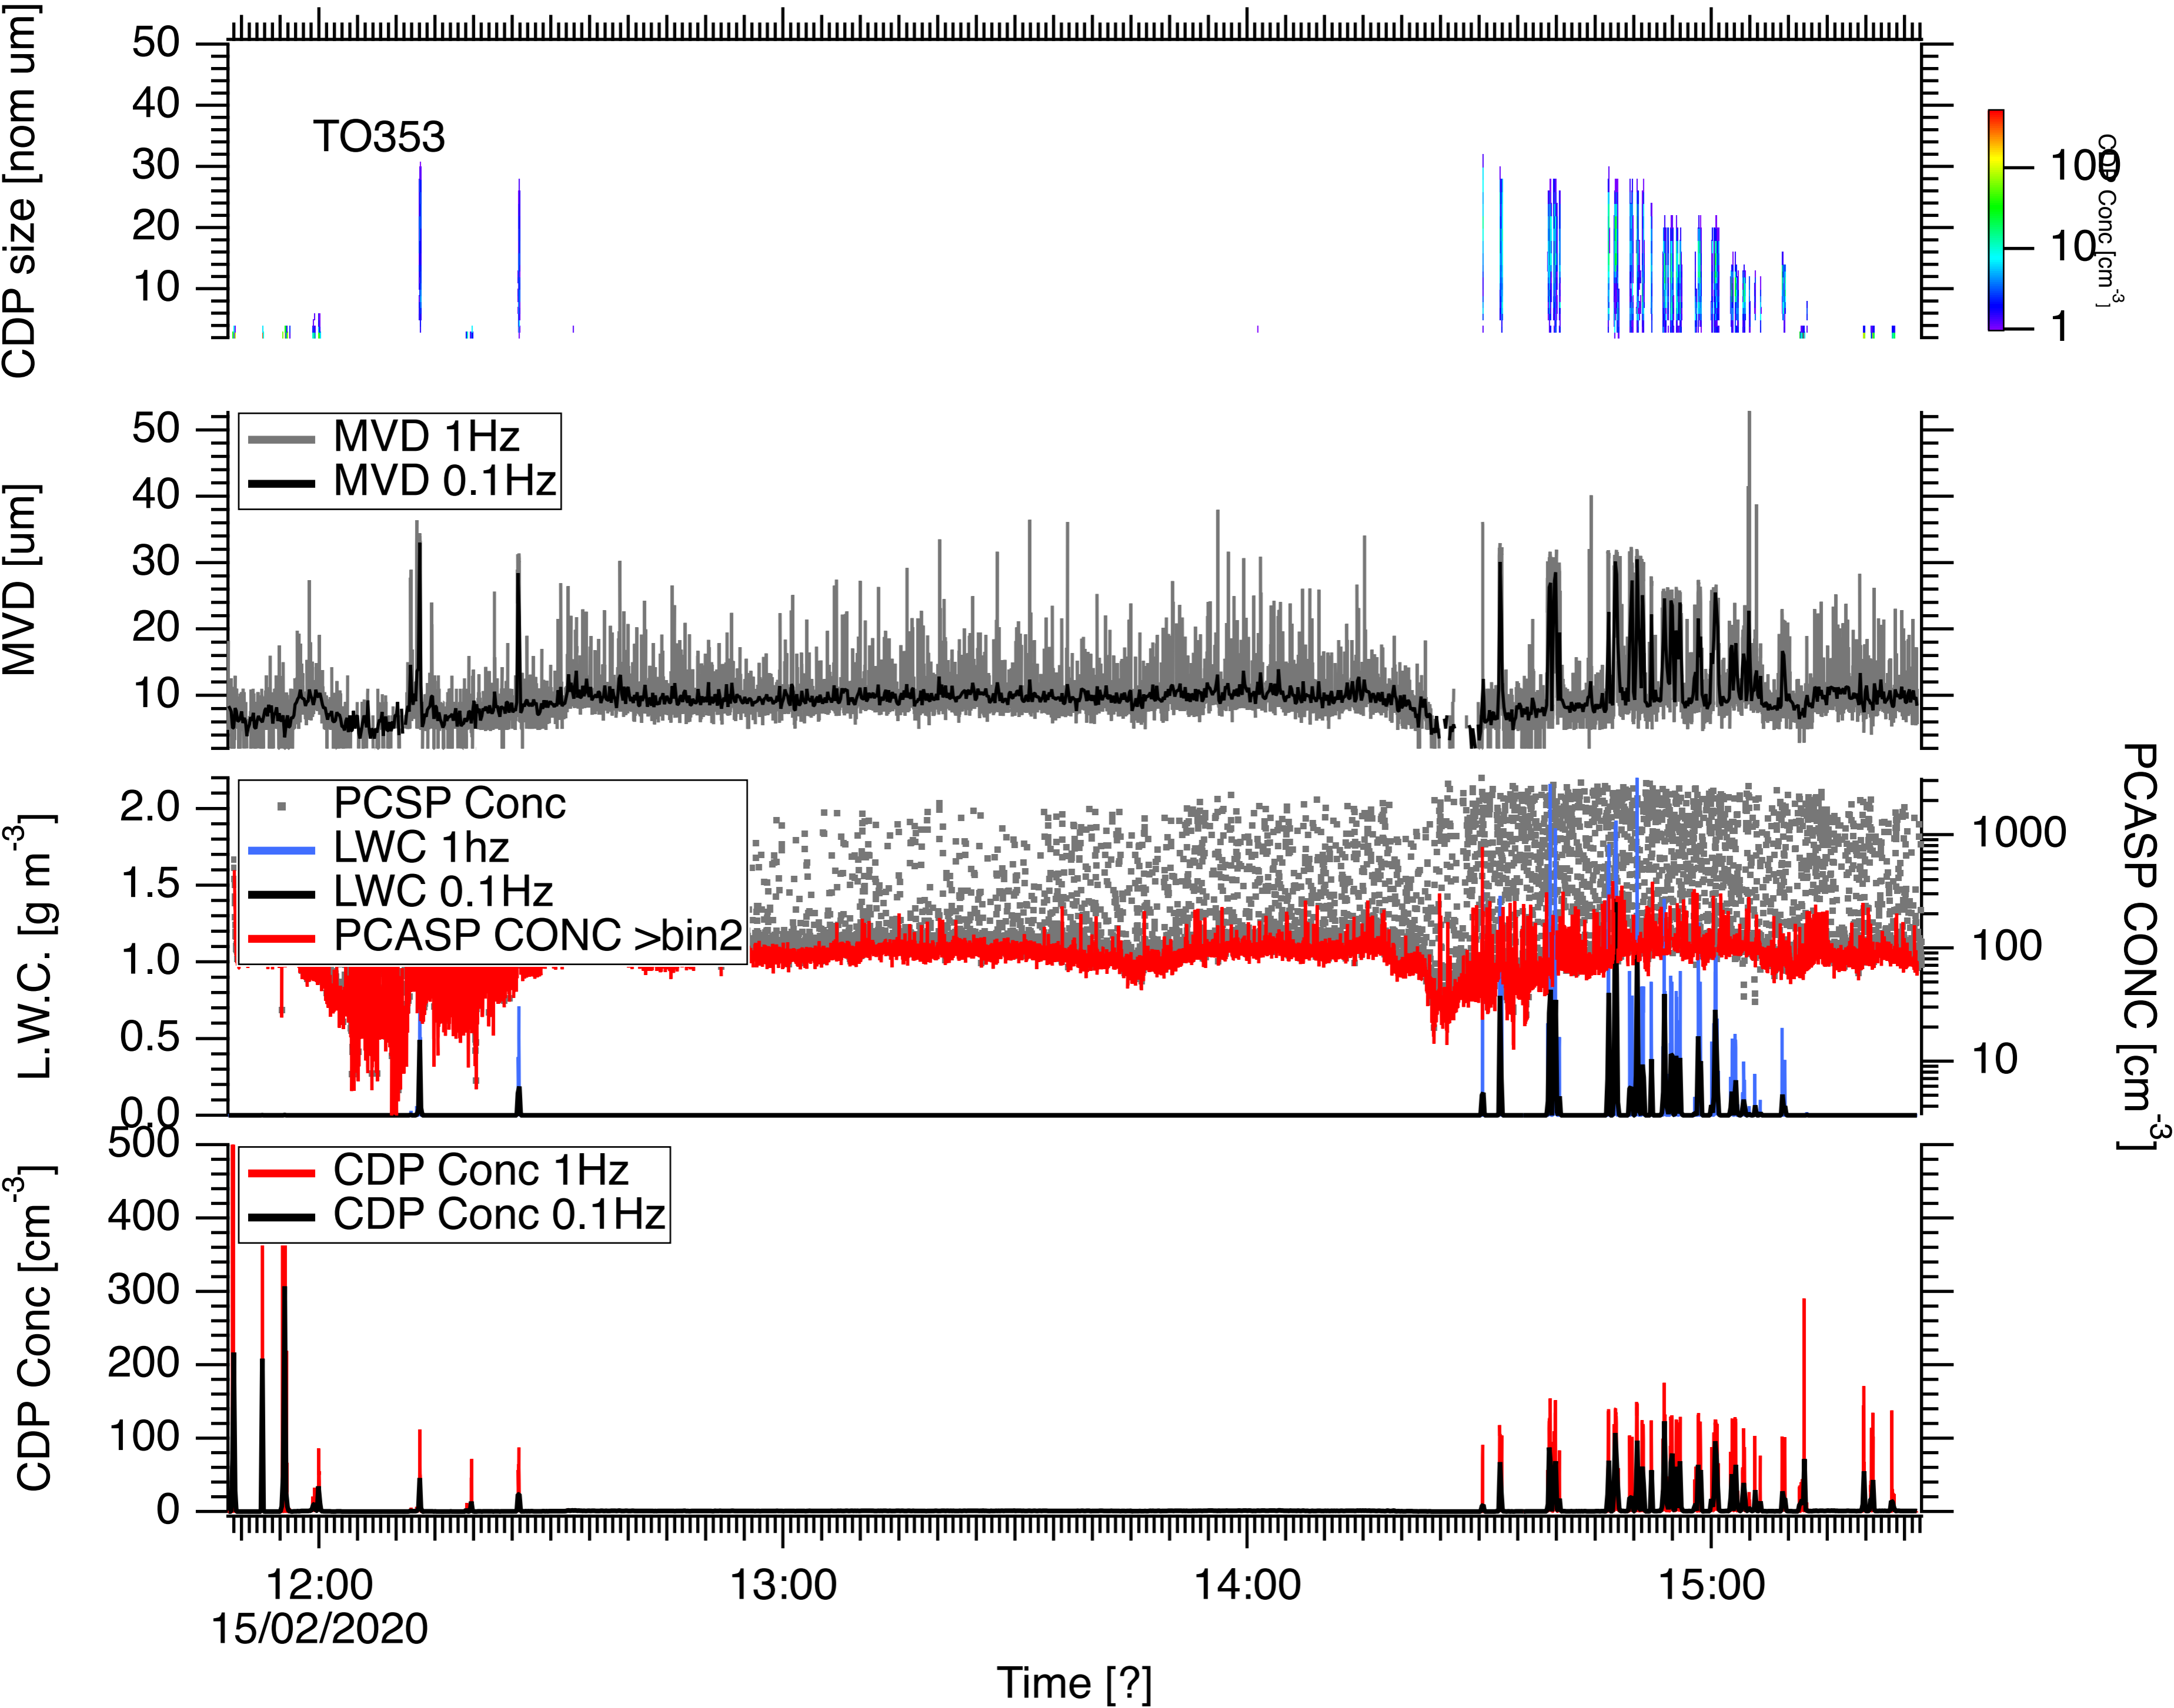 CDP size [nom um]
50
40
30
20
10
TO353
100
10
1
CDP Conc [cm-3]
MVD [um]
50
40
30
20
10
MVD 1Hz
MVD 0.1Hz
L.W.C. [g m-3]
2.0
1.5
1.0
0.5
0.0
PCSP Conc
LWC 1hz
LWC 0.1Hz
PCASP CONC >bin2
1000
100
10
PCASP CONC [cm-3]
CDP Conc [cm-3]
500
400
300
200
100
0
CDP Conc 1Hz
CDP Conc 0.1Hz
12:00
13:00
14:00
15:00
15/02/2020
Time [?]